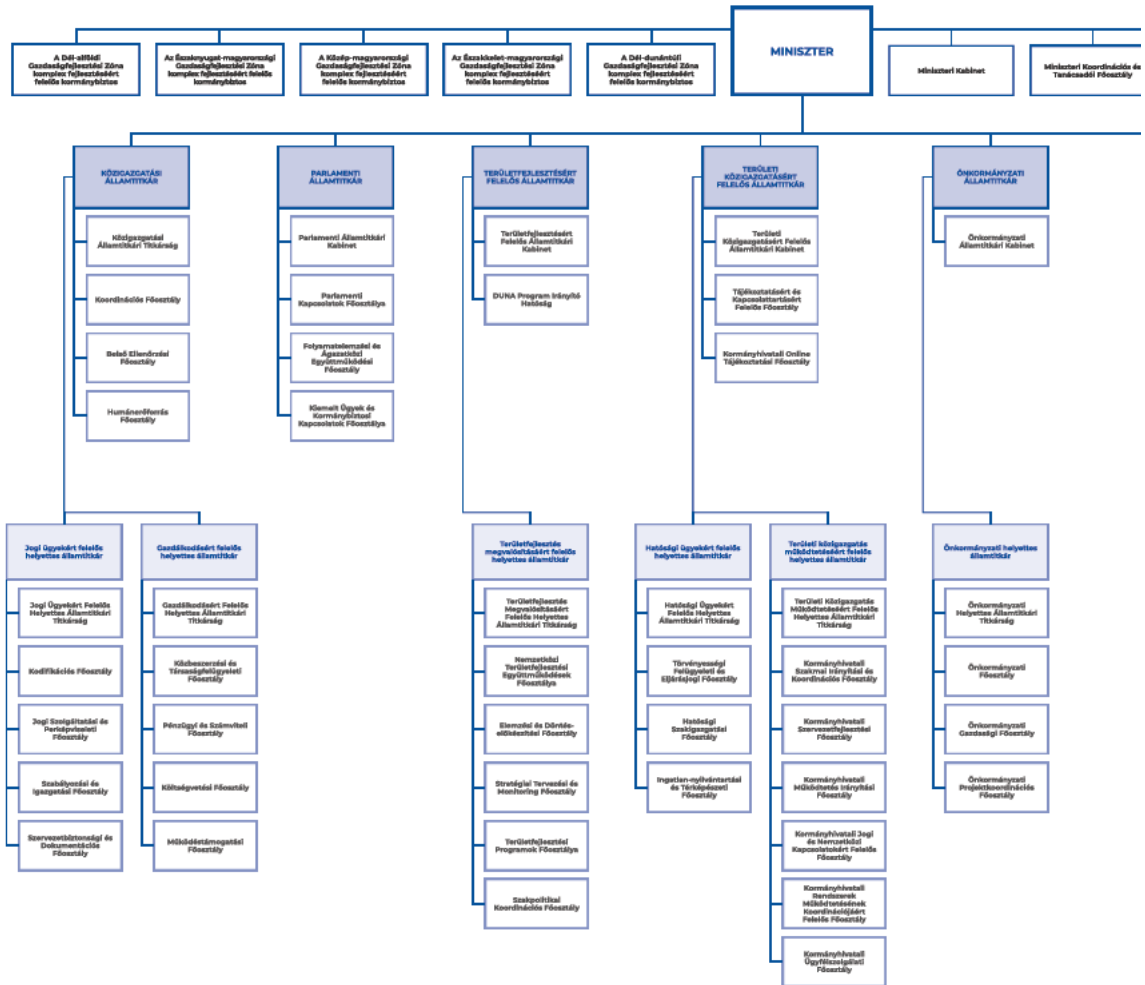 MINISZTER
A Dél-alföldi
Gazdaságfejlesztési Zóna
komplex fejlesztéséért
felelős kormánybiztos
Az Északnyugat-magyarországi
Gazdaságfejlesztési Zóna
komplex fejlesztéséért felelős
kormánybiztos
A Közép-magyarországi
Gazdaságfejlesztési Zóna
komplex fejlesztéséért
felelős kormánybiztos
Az Északkelet-magyarországi
Gazdaságfejlesztési Zóna
komplex fejlesztéséért
felelős kormánybiztos
A Dél-dunántúli
Gazdaságfejlesztési Zóna
komplex fejlesztéséért
felelős kormánybiztos
Miniszteri Kabinet
Miniszteri Koordinációs és
Tanácsadói Főosztály
KÖZIGAZGATÁSI
ÁLLAMTITKÁR
Közigazgatási
Államtitkári Titkárság
Koordinációs Főosztály
Belső Ellenőrzési
Főosztály
Humánerőforrás
Főosztály
PARLAMENTI
ÁLLAMTITKÁR
Parlamenti Államtitkári
Kabinet
Parlamenti
Kapcsolatok Főosztálya
Folyamatelemzési és
Ágazatközi
Együttműködési
Főosztály
Kiemelt Ügyek és
Kormánybiztosi
Kapcsolatok Főosztálya
TERÜLETFEJLESZTÉSÉRT
FELELŐS ÁLLAMTITKÁR
Területfejlesztésért
Felelős Államtitkári
Kabinet
DUNA Program Irányító
Hatóság
TERÜLETI
KÖZIGAZGATÁSÉRT
FELELŐS ÁLLAMTITKÁR
Területi
Közigazgatásért Felelős
Államtitkári Kabinet
Tájékoztatásért és
Kapcsolattartásért
Felelős Főosztály
Kormányhivatali Online
Tájékoztatási Főosztály
ÖNKORMÁNYZATI
ÁLLAMTITKÁR
Önkormányzati
Államtitkári Kabinet
Jogi ügyekért felelős
helyettes államtitkár
Jogi Ügyekért Felelős
Helyettes Államtitkári
Titkárság
Kodifikációs Főosztály
Jogi Szolgáltatási és
Perképviseleti
Főosztály
Szabályozási és
Igazgatási Főosztály
Szervezetbiztonsági és
Dokumentációs
Főosztály
Gazdálkodásért felelős
helyettes államtitkár
Gazdálkodásért Felelős
Helyettes Államtitkári
Titkárság
Közbeszerzési és
Társaságfelügyeleti
Főosztály
Pénzügyi és Számviteli
Főosztály
Költségvetési Főosztály
Működéstámogatási
Főosztály
Területfejlesztés
megvalósításáért felelős
helyettes államtitkár
Területfejlesztés
Megvalósításáért
Felelős Helyettes
Államtitkári Titkárság
Nemzetközi
Területfejlesztési
Együttműködések
Főosztálya
Elemzési és Döntés-
előkészítési Főosztály
Stratégiai Tervezési és
Monitoring Főosztály
Területfejlesztési
Programok Főosztálya
Szakpolitikai
Koordinációs Főosztály
Hatósági ügyekért felelős
helyettes államtitkár
Hatósági Ügyekért
Felelős Helyettes
Államtitkári Titkárság
Törvényességi
Felügyeleti és
Eljárásjogi Főosztály
Hatósági
Szakigazgatási
Főosztály
Ingatlan-nyilvántartási
és Térképészeti
Főosztály
Területi közigazgatás
működtetéséért felelős
helyettes államtitkár
Területi Közigazgatás
Működtetéséért Felelős
Helyettes Államtitkári
Titkárság
Kormányhivatali
Szakmai Irányítási és
Koordinációs Főosztály
Kormányhivatali
Szervezetfejlesztési
Főosztály
Kormányhivatali
Működtetés Irányítási
Főosztály
Kormányhivatali Jogi
és Nemzetközi
Kapcsolatokért Felelős
Főosztály
Kormányhivatali
Rendszerek
Működtetésének
Koordinációjáért
Felelős Főosztály
Kormányhivatali
Ügyfélszolgálati
Főosztály
Önkormányzati helyettes
államtitkár
Önkormányzati
Helyettes Államtitkári
Titkárság
Önkormányzati
Főosztály
Önkormányzati
Gazdasági Főosztály
Önkormányzati
Projektkoordinációs
Főosztály